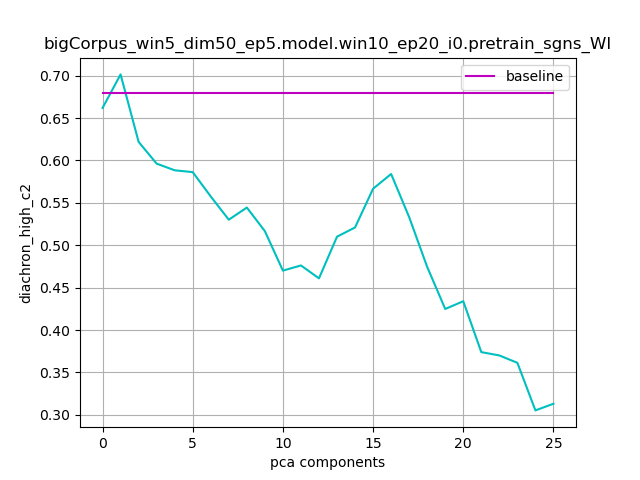 bigCorpus_win5_dim50_ep5.model.win10_ep20_i0.pretrain_sgns_WI
baseline
diachron_high_c2
0.70
0.65
0.60
0.55
0.50
0.45
0.40
0.35
0.30
0 5 10 15 20 25
pca components